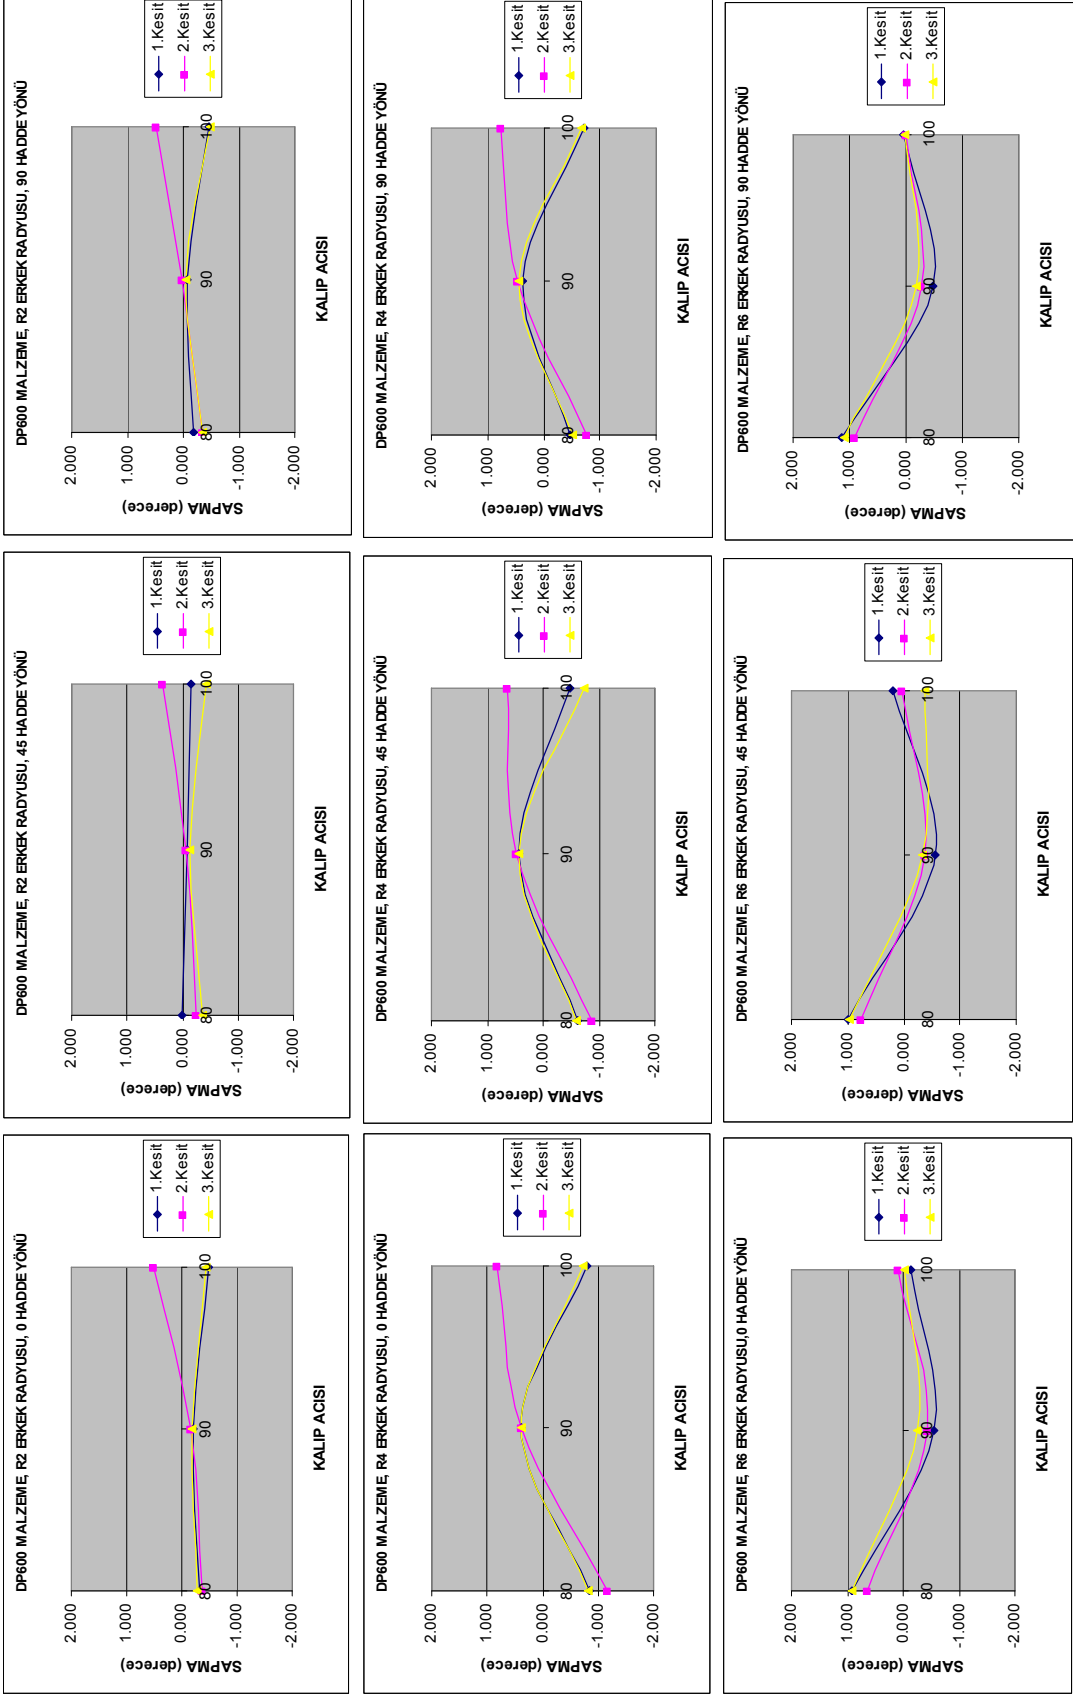 DP600 MALZEME, R2 ERKEK RADYUSU, 0 HADDE YÖNÜ
SAPMA (derece)
2.000
1.000
0.000
-1.000
-2.000
80
90
100
KALIP ACISI
1.Kesit
2.Kesit
3.Kesit
DP600 MALZEME, R2 ERKEK RADYUSU, 45 HADDE YÖNÜ
SAPMA (derece)
2.000
1.000
0.000
-1.000
-2.000
80
90
100
KALIP ACISI
1.Kesit
2.Kesit
3.Kesit
DP600 MALZEME, R2 ERKEK RADYUSU, 90 HADDE YÖNÜ
SAPMA (derece)
2.000
1.000
0.000
-1.000
-2.000
80
90
100
KALIP ACISI
1.Kesit
2.Kesit
3.Kesit
DP600 MALZEME, R4 ERKEK RADYUSU, 0 HADDE YÖNÜ
SAPMA (derece)
2.000
1.000
0.000
-1.000
-2.000
80
90
100
KALIP ACISI
1.Kesit
2.Kesit
3.Kesit
DP600 MALZEME, R4 ERKEK RADYUSU, 45 HADDE YÖNÜ
SAPMA (derece)
2.000
1.000
0.000
-1.000
-2.000
80
90
100
KALIP ACISI
1.Kesit
2.Kesit
3.Kesit
DP600 MALZEME, R4 ERKEK RADYUSU, 90 HADDE YÖNÜ
SAPMA (derece)
2.000
1.000
0.000
-1.000
-2.000
80
90
100
KALIP ACISI
1.Kesit
2.Kesit
3.Kesit
DP600 MALZEME, R6 ERKEK RADYUSU,0 HADDE YÖNÜ
SAPMA (derece)
2.000
1.000
0.000
-1.000
-2.000
80
90
100
KALIP ACISI
1.Kesit
2.Kesit
3.Kesit
DP600 MALZEME, R6 ERKEK RADYUSU, 45 HADDE YÖNÜ
SAPMA (derece)
2.000
1.000
0.000
-1.000
-2.000
80
90
100
KALIP ACISI
1.Kesit
2.Kesit
3.Kesit
DP600 MALZEME, R6 ERKEK RADYUSU, 90 HADDE YÖNÜ
SAPMA (derece)
2.000
1.000
0.000
-1.000
-2.000
80
90
100
KALIP ACISI
1.Kesit
2.Kesit
3.Kesit